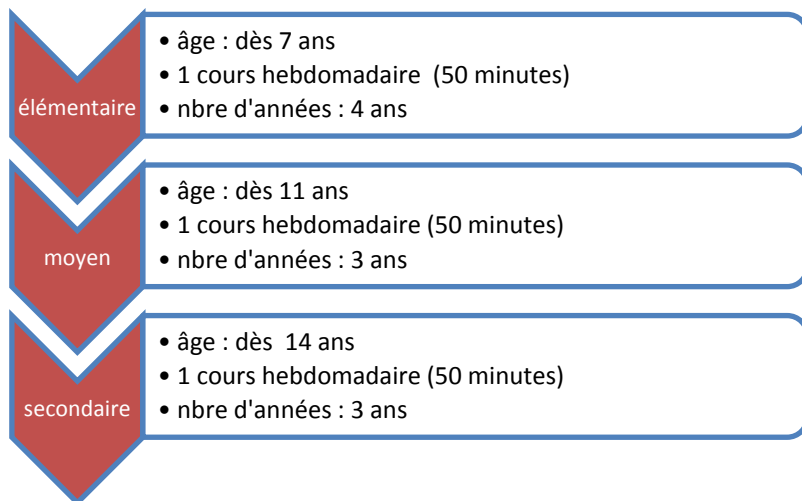 élémentaire
• âge : dès 7 ans
• 1 cours hebdomadaire (50 minutes)
• nbre d'années : 4 ans
moyen
• âge : dès 11 ans
• 1 cours hebdomadaire (50 minutes)
• nbre d'années : 3 ans
secondaire
• âge : dès 14 ans
• 1 cours hebdomadaire (50 minutes)
• nbre d'années : 3 ans